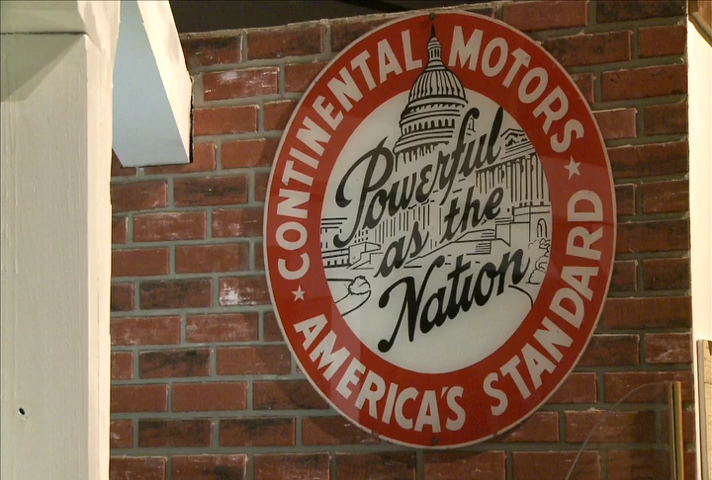 CONTINENTAL MOTORS
Powerful
as the
Nation
AMERICA'S STANDARD